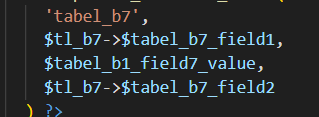 'tabel_b7',
$tl_b7->$tabel_b7_field1,
$tabel_b1_field7_value,
$tl_b7->$tabel_b7_field2
) ?>